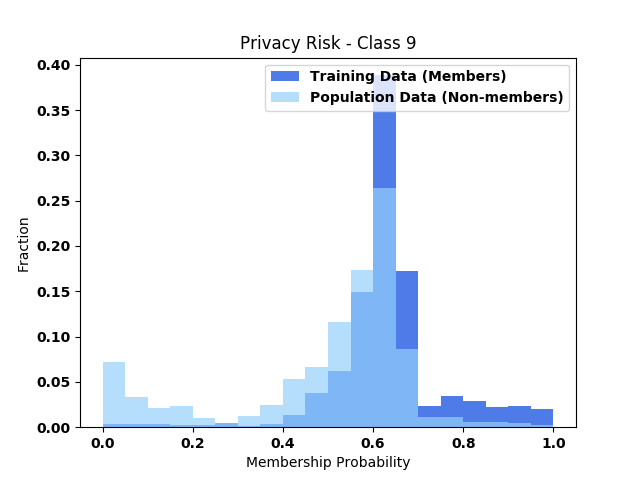 Privacy Risk - Class 9
Training Data (Members)
Population Data (Non-members)
0.40
0.35
0.30
0.25
0.20
0.15
0.10
0.05
0.00
Fraction
0.0 0.2 0.4 0.6 0.8 1.0
Membership Probability